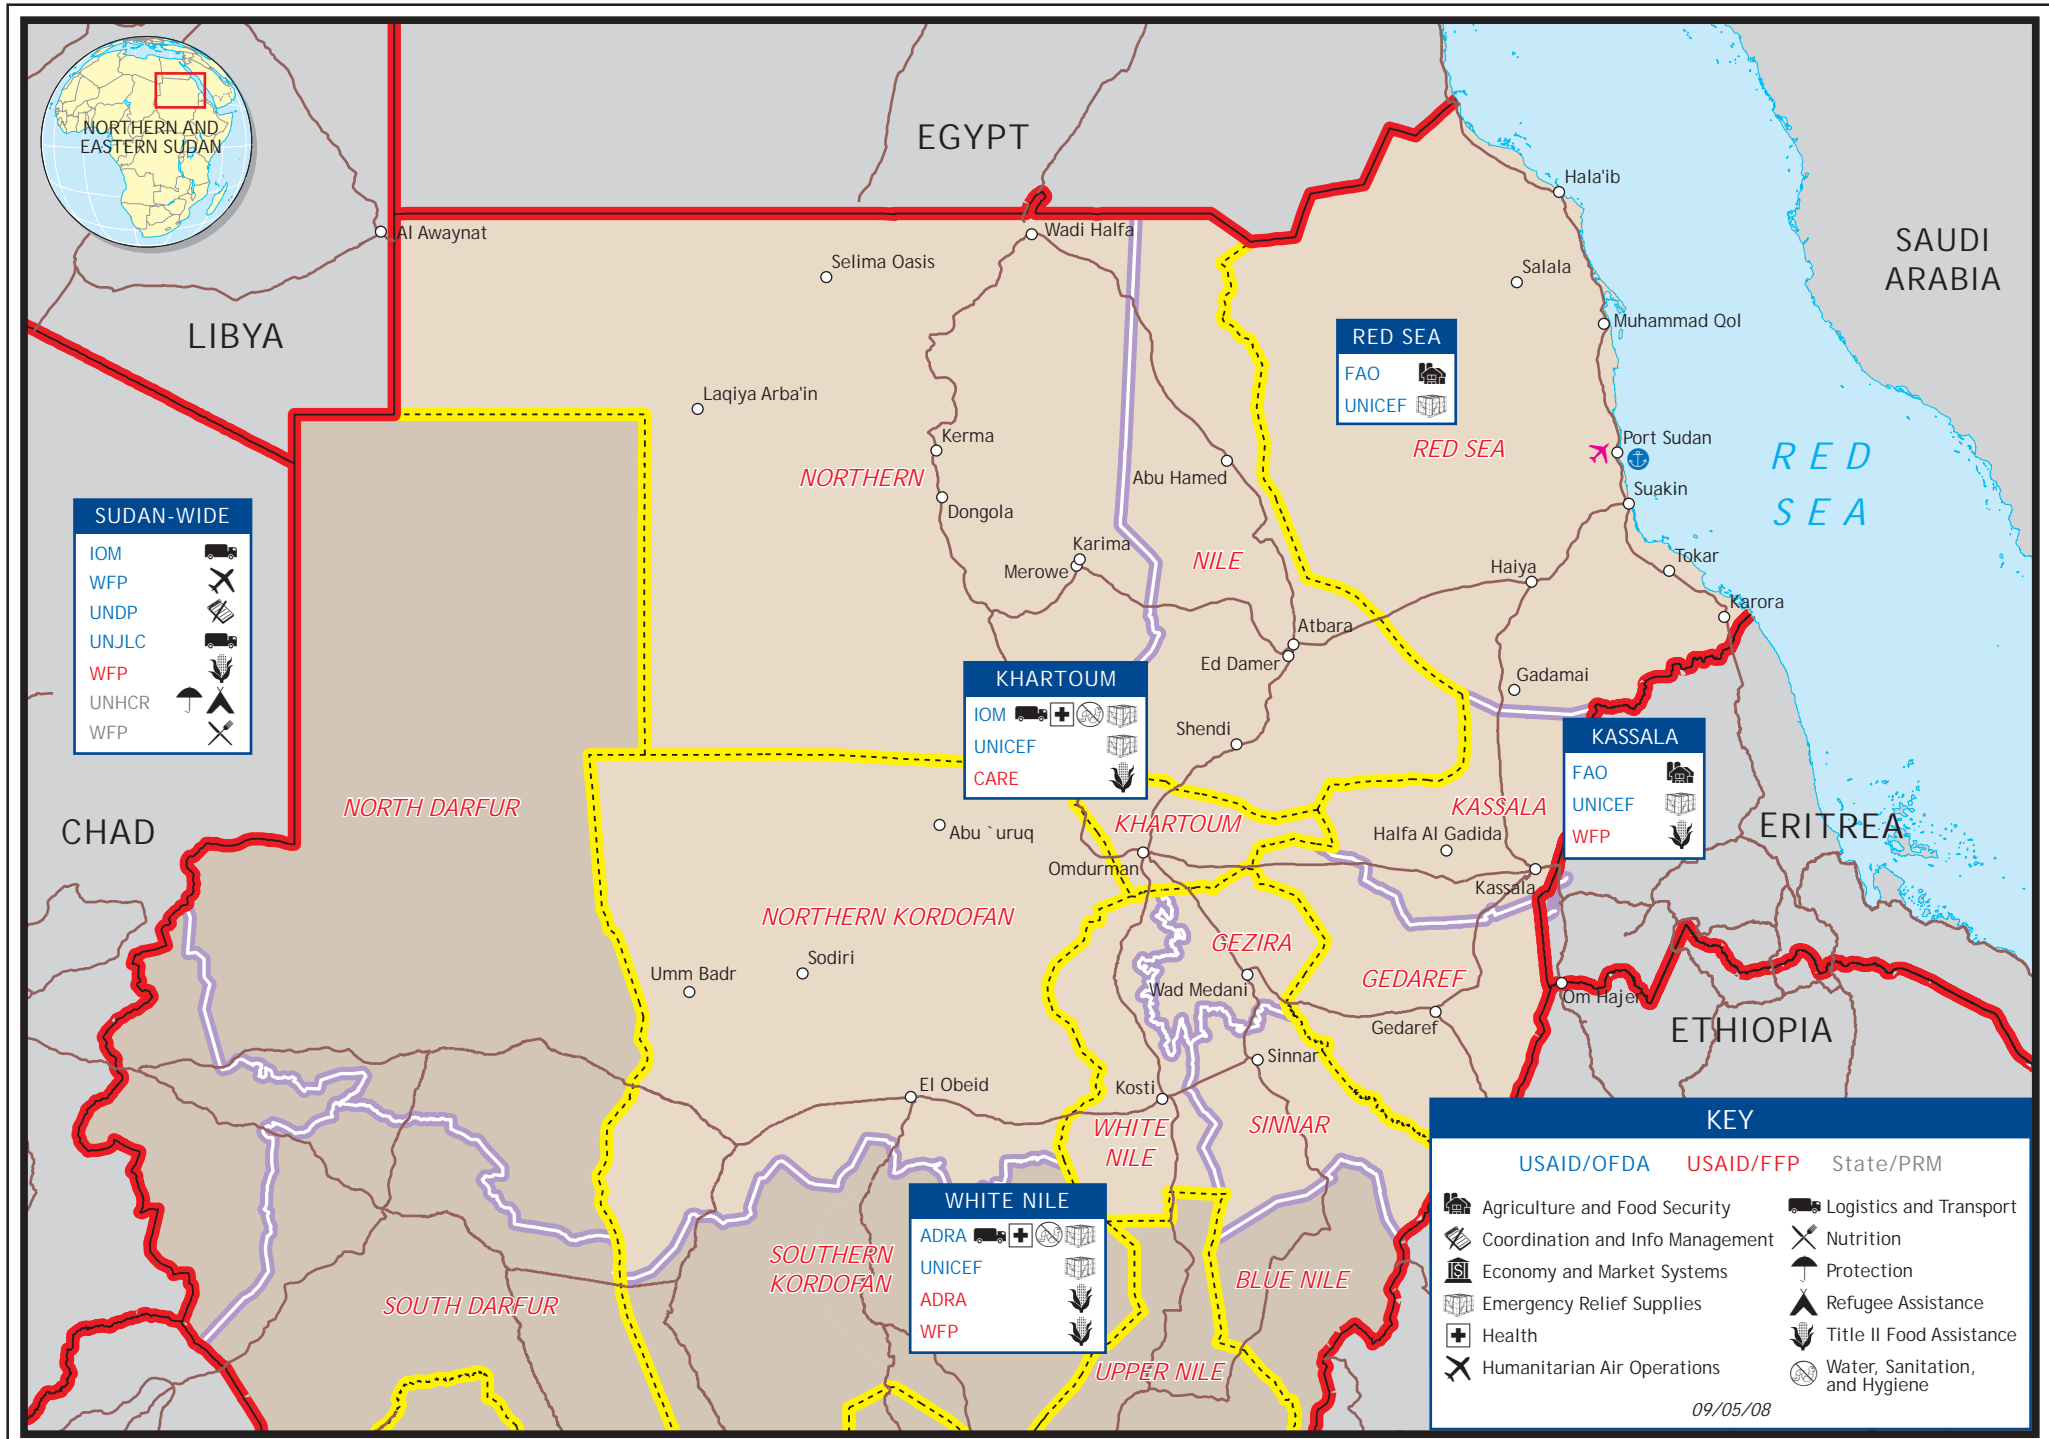 NORTHERN AND
EASTERN SUDAN
EGYPT
LIBYA
CHAD
SAUDI
ARABIA
ERITREA
ETHIOPIA
RED
SEA
Al Awaynat
Wadi Halfa
Selima Oasis
Hala'ib
Salala
Muhammad Qol
Laqiya Arba'in
Kerma
Dongola
Abu Hamed
Karima
Merowe
Port Sudan
Suakin
Tokar
Haiya
Karora
Atbara
Ed Damer
Gadamai
Shendi
Abu `uruq
Omdurman
Halfa Al Gadida
Kassala
Umm Badr
Sodiri
Wad Medani
Gedaref
Om Hajer
Sinnar
El Obeid
Kosti
NORTHERN
NILE
RED SEA
NORTH DARFUR
KHARTOUM
KASSALA
NORTHERN KORDOFAN
GEZIRA
GEDAREF
WHITE
NILE
SINNAR
SOUTHERN
KORDOFAN
SOUTH DARFUR
BLUE NILE
UPPER NILE
RED SEA
FAO
UNICEF
SUDAN-WIDE
IOM
WFP
UNDP
UNJLC
WFP
UNHCR
WFP
KHARTOUM
IOM
UNICEF
CARE
KASSALA
FAO
UNICEF
WFP
WHITE NILE
ADRA
UNICEF
ADRA
WFP
KEY
USAID/OFDA USAID/FFP State/PRM
Agriculture and Food Security
Coordination and Info Management
Economy and Market Systems
Emergency Relief Supplies
Health
Humanitarian Air Operations
Logistics and Transport
Nutrition
Protection
Refugee Assistance
Title II Food Assistance
Water, Sanitation,
and Hygiene
09/05/08